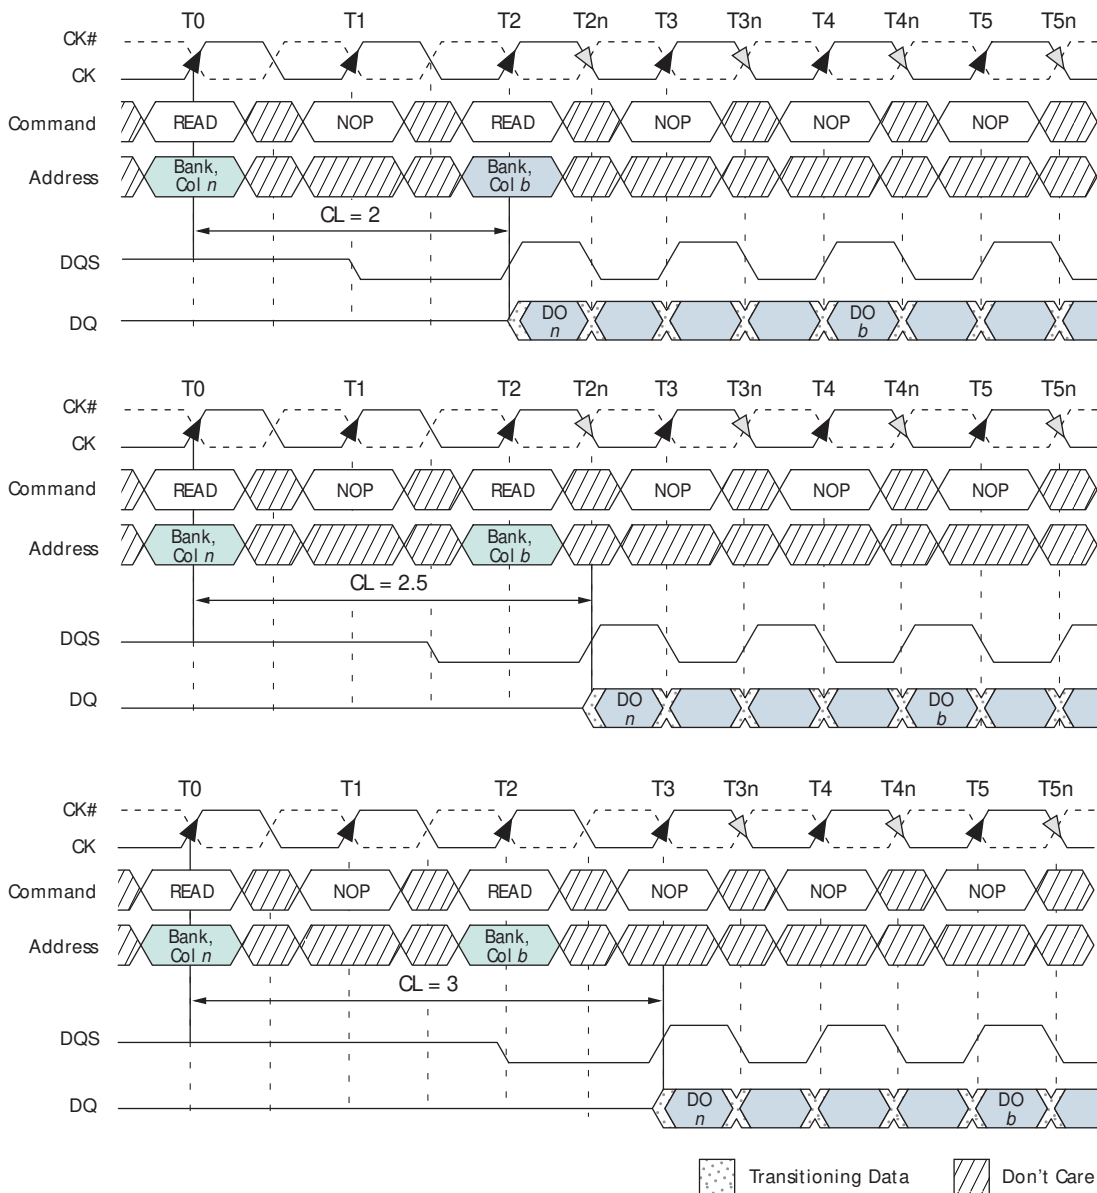 T0 T1 T2 T2n T3 T3n T4 T4n T5 T5n
CK#
CK
Command READ NOP READ NOP NOP NOP
Address Bank, Col n Bank, Col b
CL = 2
DQS
DQ DO n DO b
T0 T1 T2 T2n T3 T3n T4 T4n T5 T5n
CK#
CK
Command READ NOP READ NOP NOP NOP
Address Bank, Col n Bank, Col b
CL = 2.5
DQS
DQ DO n DO b
T0 T1 T2 T3 T3n T4 T4n T5 T5n
CK#
CK
Command READ NOP READ NOP NOP NOP
Address Bank, Col n Bank, Col b
CL = 3
DQS
DQ DO n DO b
Transitioning Data Don't Care